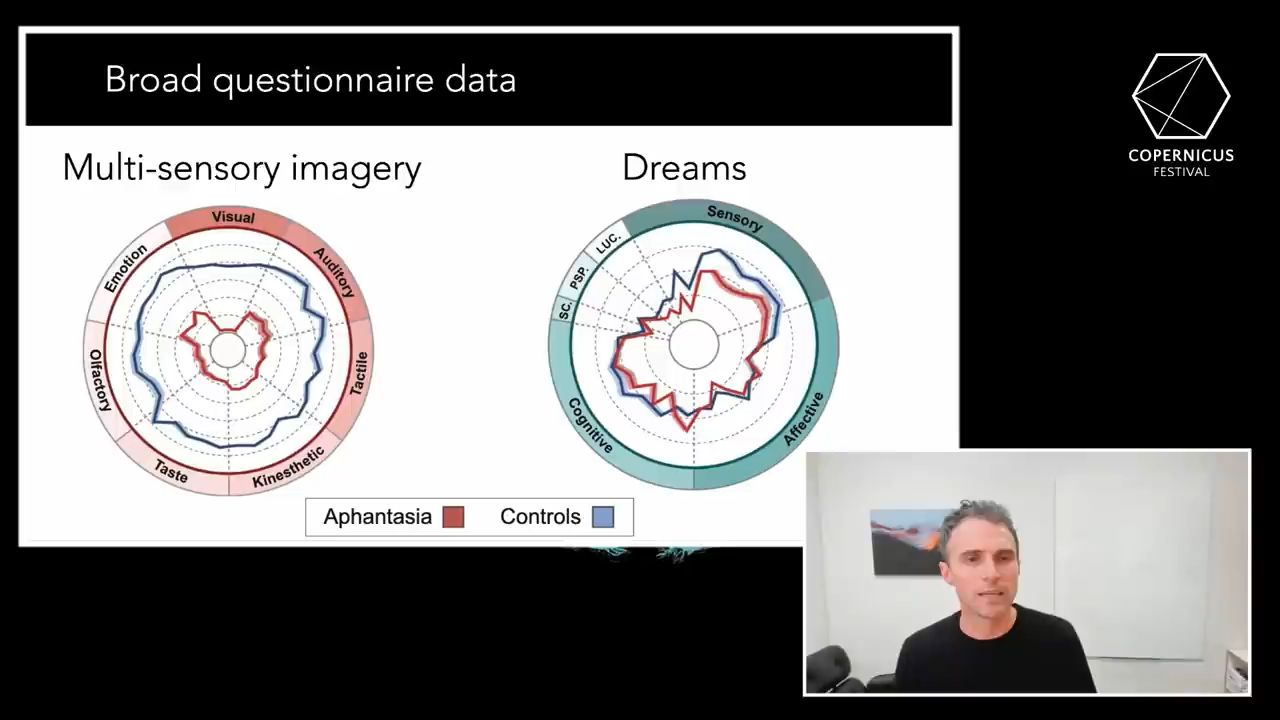 Broad questionnaire data
Multi-sensory imagery
Dreams
Visual
Auditory
Tactile
Kinesthetic
Taste
Olfactory
Emotion
Sensory
Affective
Cognitive
SC.
PSP.
LUC.
Aphantasia
Controls
COPERNICUS
FESTIVAL